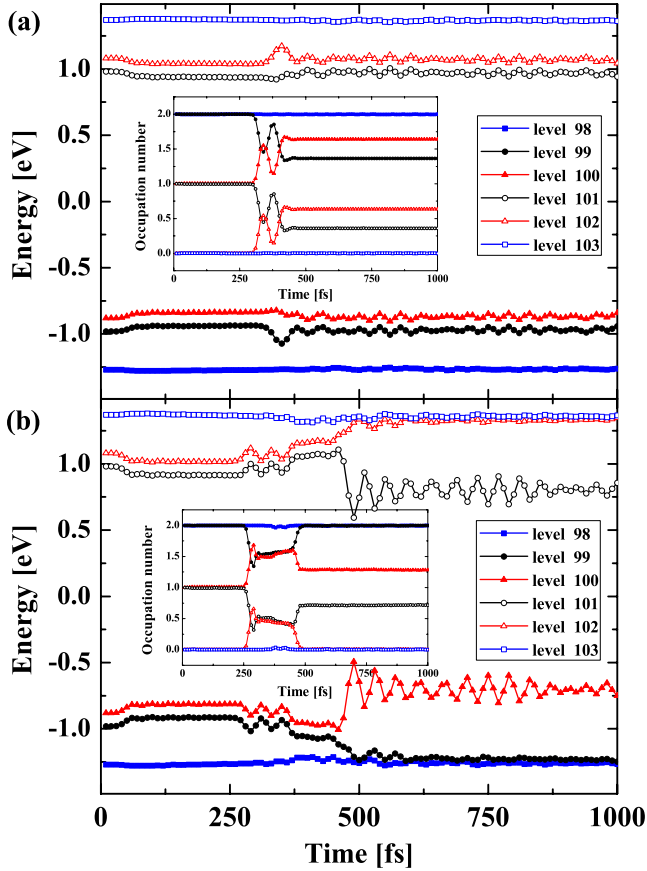 (a)
Energy [eV]
1.0
0.5
0.0
-0.5
-1.0
Occupation number
2.0
1.5
1.0
0.5
0.0
0 250 500 750 1000
Time [fs]
level 98
level 99
level 100
level 101
level 102
level 103
(b)
Energy [eV]
1.0
0.5
0.0
-0.5
-1.0
Occupation number
2.0
1.5
1.0
0.5
0.0
0 250 500 750 1000
Time [fs]
level 98
level 99
level 100
level 101
level 102
level 103
0 250 500 750 1000
Time [fs]